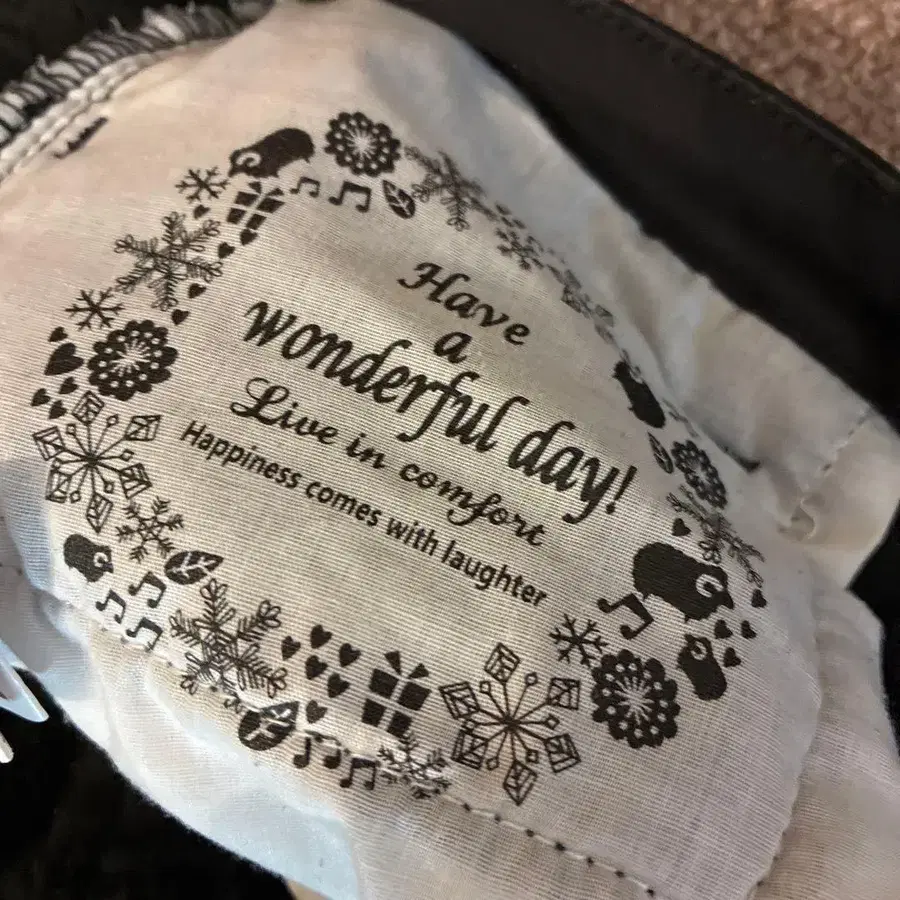 Have
a
wonderful day!
Live in comfort
Happiness comes with laughter